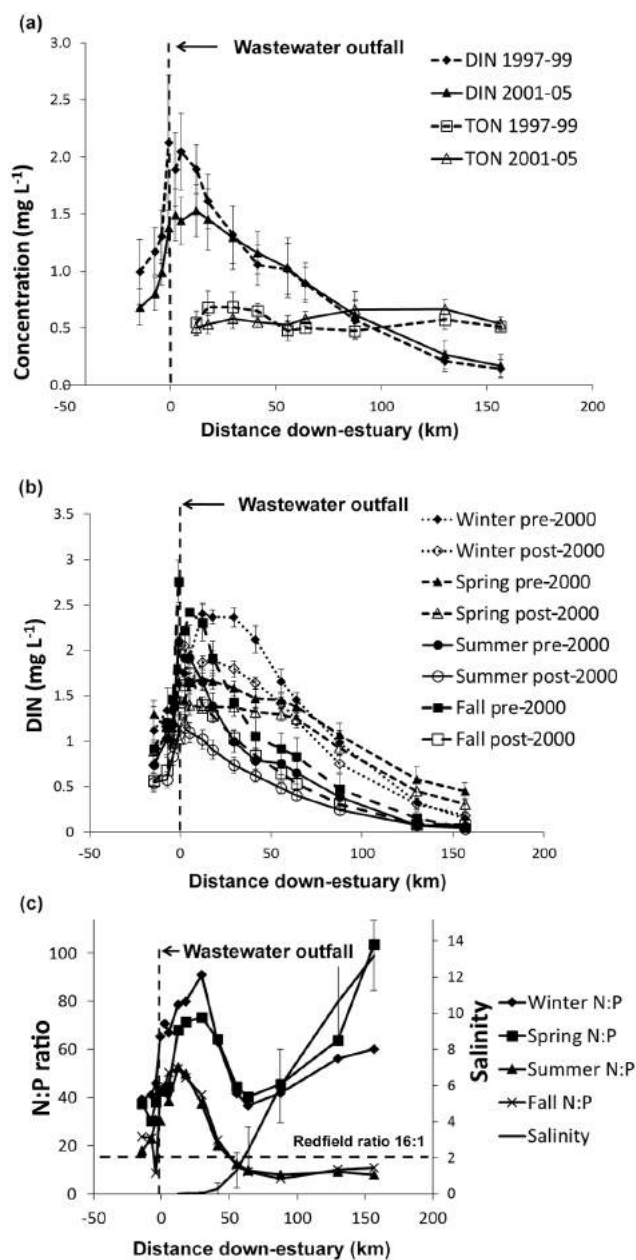 (a)
3.0
2.5
2.0
1.5
1.0
0.5
0.0
Concentration (mg L-1)
Wastewater outfall
DIN 1997-99
DIN 2001-05
TON 1997-99
TON 2001-05
-50
0
50
100
150
200
Distance down-estuary (km)
(b)
3.5
3
2.5
2
1.5
1
0.5
0
DIN (mg L-1)
Wastewater outfall
Winter pre-2000
Winter post-2000
Spring pre-2000
Spring post-2000
Summer pre-2000
Summer post-2000
Fall pre-2000
Fall post-2000
-50
0
50
100
150
200
Distance down-estuary (km)
(c)
100
80
60
40
20
0
N:P ratio
Wastewater outfall
14
12
10
8
6
4
2
0
Salinity
Redfield ratio 16:1
Winter N:P
Spring N:P
Summer N:P
Fall N:P
Salinity
-50
0
50
100
150
200
Distance down-estuary (km)